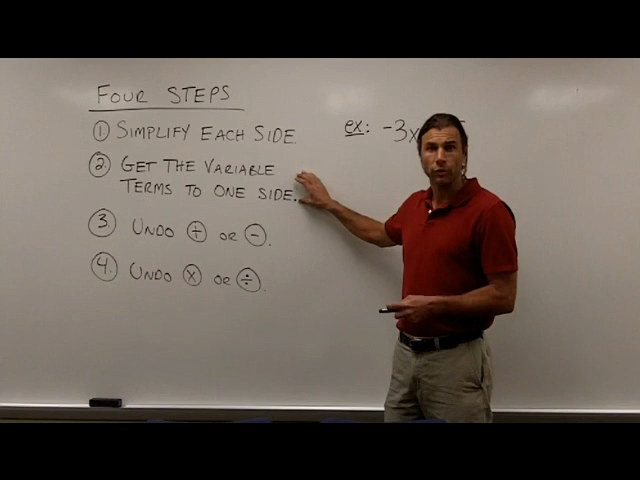 FOUR STEPS
① SIMPLIFY EACH SIDE.
② GET THE VARIABLE
TERMS TO ONE SIDE.
③ UNDO ⊕ OR ⊖.
④ UNDO ⊗ OR ➗.
ex: -3x